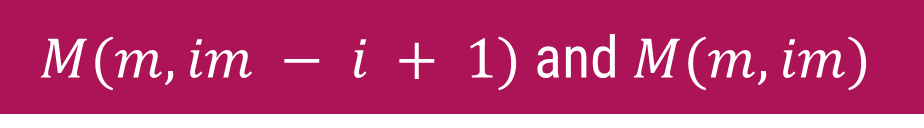 M(m, im − i + 1) and M(m, im)